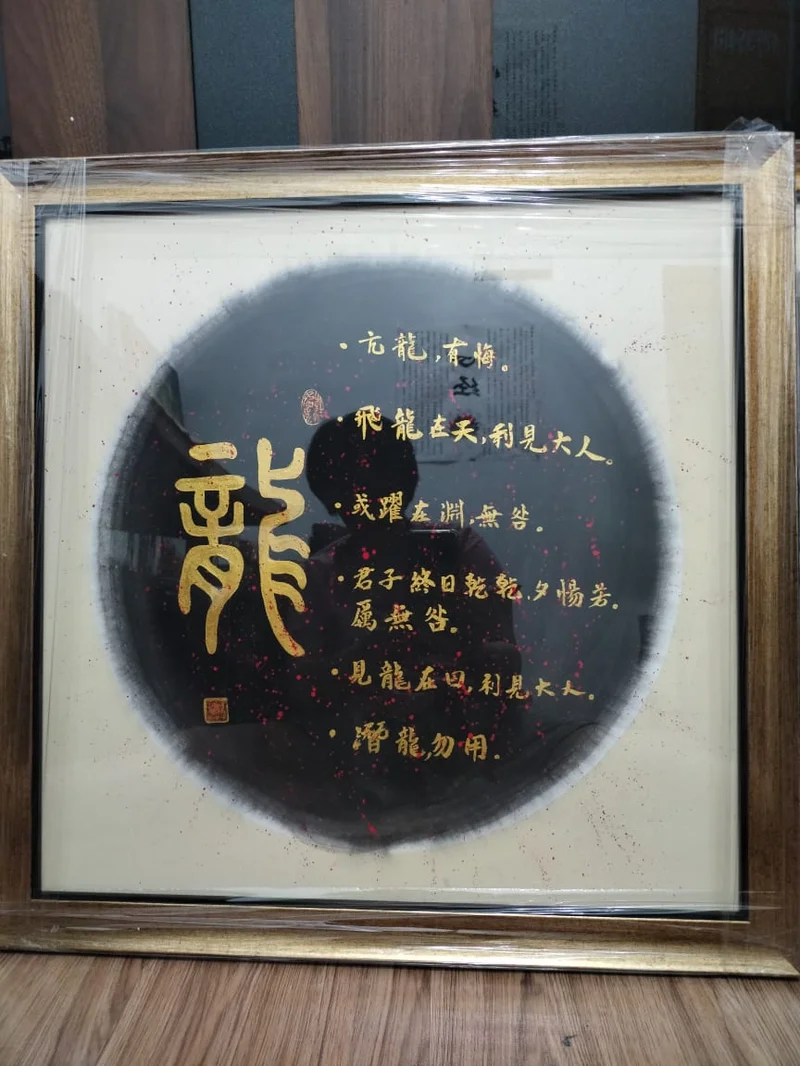 龍
· 亢龍,有悔。
· 飛龍在天,利見大人。
· 或躍在淵,無咎。
· 君子終日乾乾,夕惕若。
厲無咎。
· 見龍在田,利見大人。
· 潛龍,勿用。